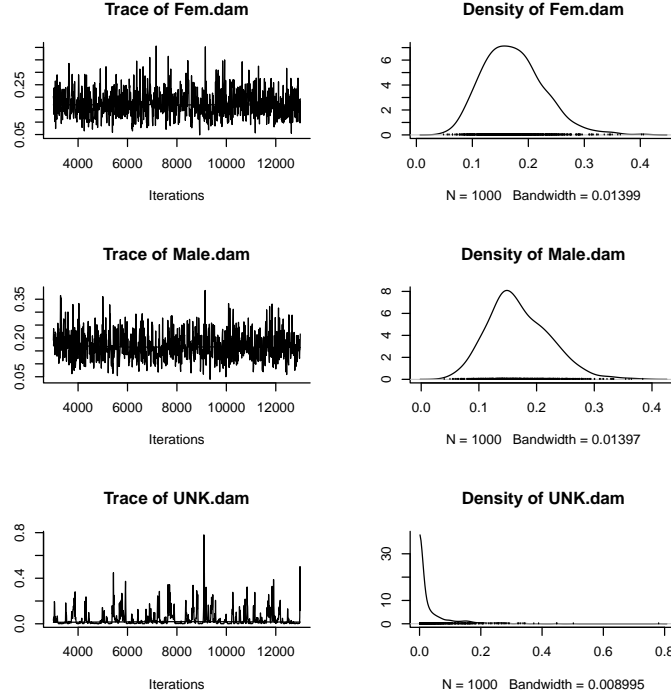 Trace of Fem.dam
0.05 0.25
4000 6000 8000 10000 12000
Iterations
Density of Fem.dam
0 2 4 6
0.0 0.1 0.2 0.3 0.4
N = 1000 Bandwidth = 0.01399
Trace of Male.dam
0.05 0.20 0.35
4000 6000 8000 10000 12000
Iterations
Density of Male.dam
0 2 4 6 8
0.0 0.1 0.2 0.3 0.4
N = 1000 Bandwidth = 0.01397
Trace of UNK.dam
0.0 0.4 0.8
4000 6000 8000 10000 12000
Iterations
Density of UNK.dam
0 10 30
0.0 0.2 0.4 0.6 0.8
N = 1000 Bandwidth = 0.008995